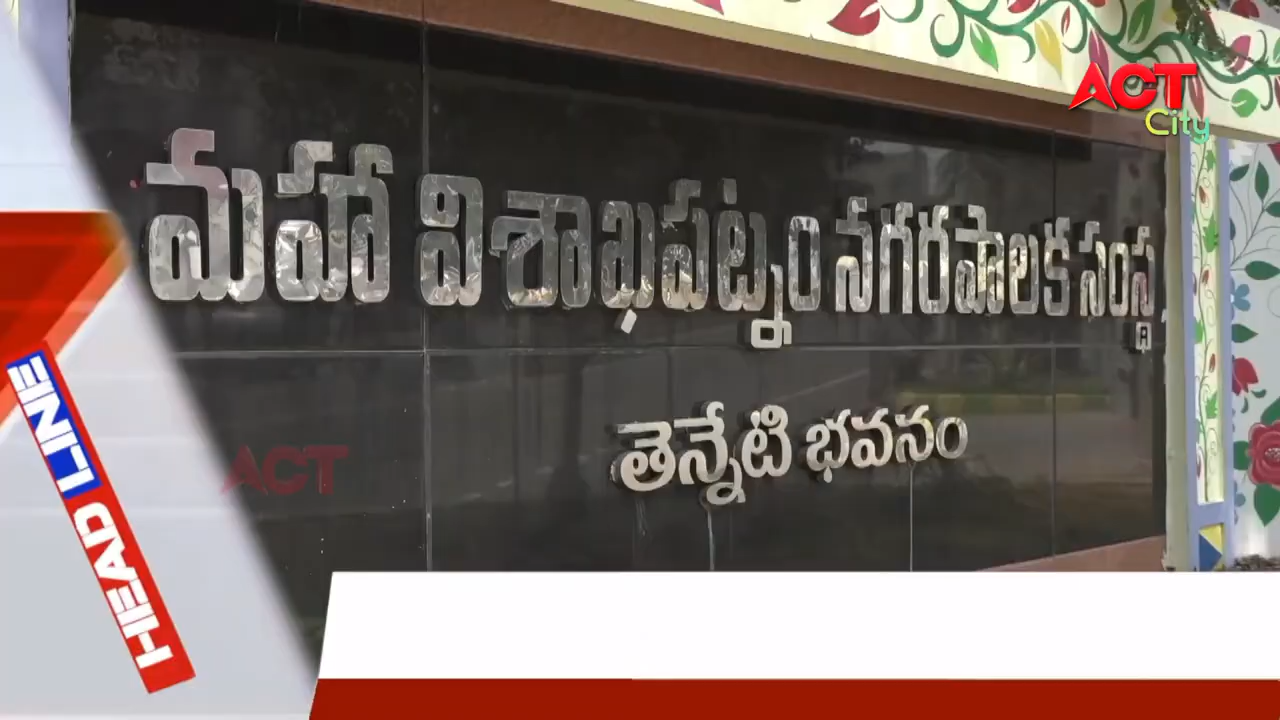 ACT
City
మహా విశాఖపట్నం నగరపాలక సంస్థ
తెన్నేటి భవనం
ACT
HEAD LINE